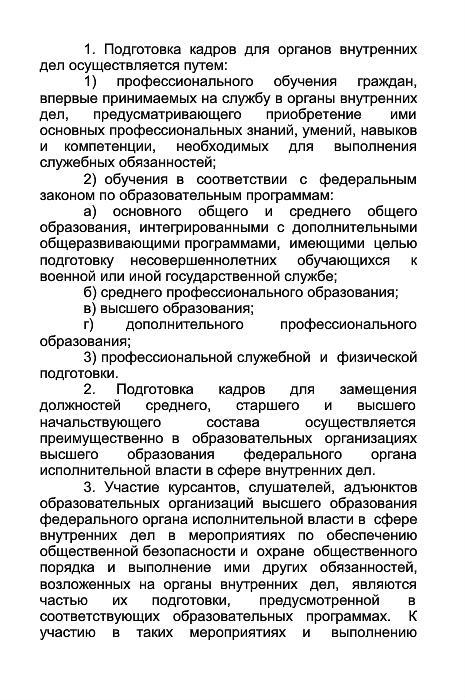 1. Подготовка кадров для органов внутренних
дел осуществляется путем:
1) профессионального обучения граждан,
впервые принимаемых на службу в органы внутренних
дел, предусматривающего приобретение ими
основных профессиональных знаний, умений, навыков
и компетенции, необходимых для выполнения
служебных обязанностей;
2) обучения в соответствии с федеральным
законом по образовательным программам:
а) основного общего и среднего общего
образования, интегрированными с дополнительными
общеразвивающими программами, имеющими целью
подготовку несовершеннолетних обучающихся к
военной или иной государственной службе;
б) среднего профессионального образования;
в) высшего образования;
г) дополнительного профессионального
образования;
3) профессиональной служебной и физической
подготовки.
2. Подготовка кадров для замещения
должностей среднего, старшего и высшего
начальствующего состава осуществляется
преимущественно в образовательных организациях
высшего образования федерального органа
исполнительной власти в сфере внутренних дел.
3. Участие курсантов, слушателей, адъюнктов
образовательных организаций высшего образования
федерального органа исполнительной власти в сфере
внутренних дел в мероприятиях по обеспечению
общественной безопасности и охране общественного
порядка и выполнение ими других обязанностей,
возложенных на органы внутренних дел, являются
частью их подготовки, предусмотренной в
соответствующих образовательных программах. К
участию в таких мероприятиях и выполнению